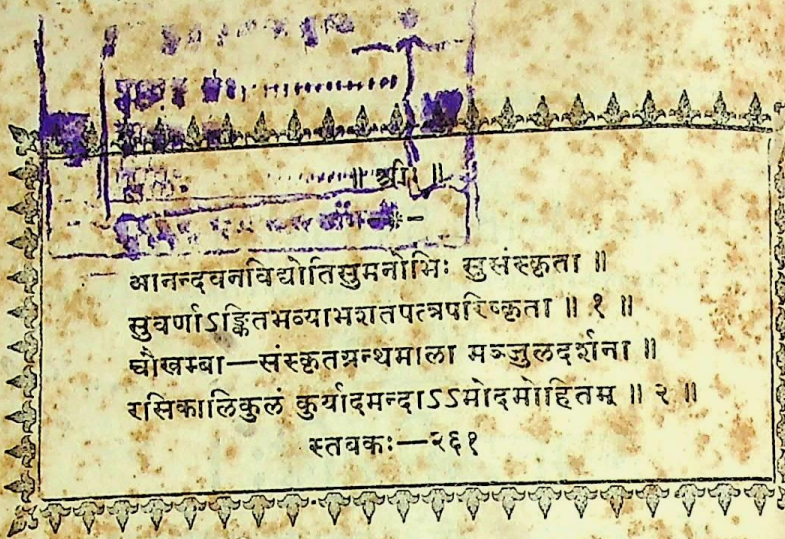 ॥ श्रीः ॥
आनन्दवनविद्योतिसुमनोभिः सुसंस्कृता ॥
सुवर्णाऽङ्कितभव्याभशतपत्त्रपरिष्कृता ॥ १ ॥
चौखम्बा—संस्कृतग्रन्थमाला मञ्जुलदर्शना ॥
रसिकालिकुलं कुर्यादमन्दाऽऽमोदमोहितम् ॥ २ ॥
स्तबकः—२६१